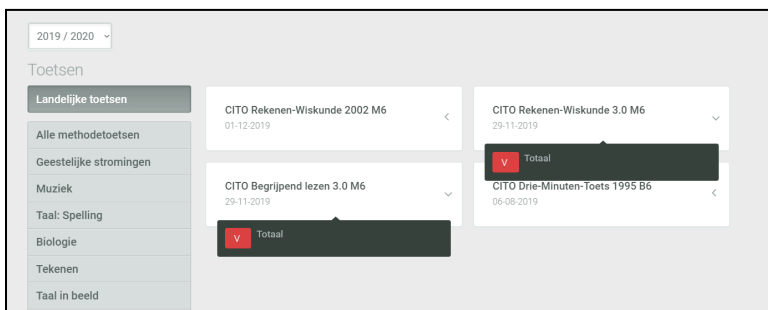 2019 / 2020
Toetsen
Landelijke toetsen
Alle methodetoetsen
Geestelijke stromingen
Muziek
Taal: Spelling
Biologie
Tekenen
Taal in beeld
CITO Rekenen-Wiskunde 2002 M6
01-12-2019
CITO Rekenen-Wiskunde 3.0 M6
29-11-2019
V Totaal
CITO Begrijpend lezen 3.0 M6
29-11-2019
V Totaal
CITO Drie-Minuten-Toets 1995 B6
06-08-2019